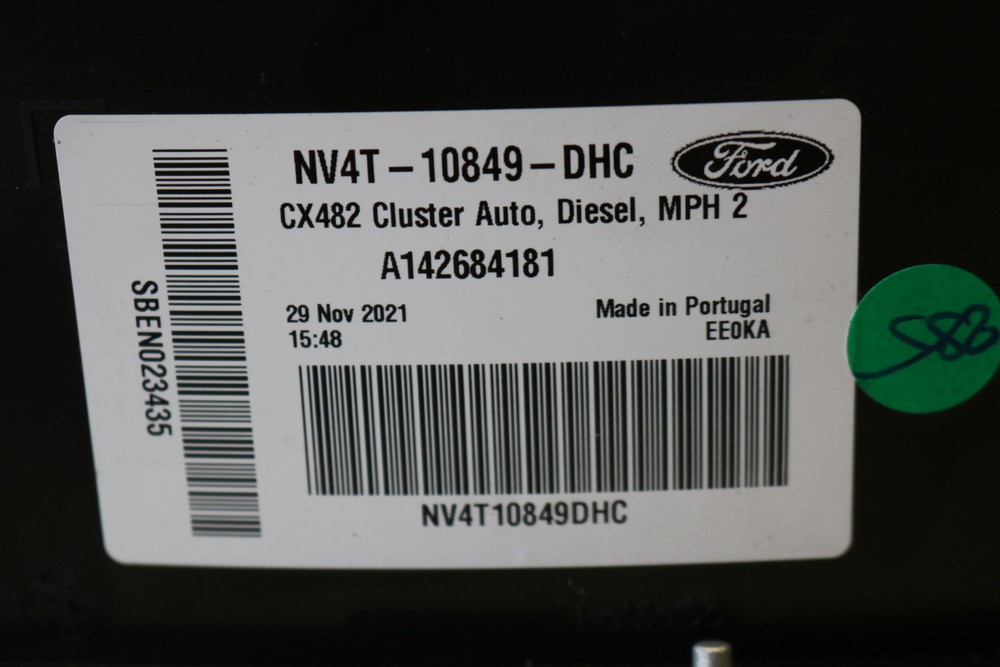 NV4T-10849-DHC
Ford
CX482 Cluster Auto, Diesel, MPH 2
A142684181
29 Nov 2021
15:48
Made in Portugal
EE0KA
SBEN023435
NV4T10849DHC